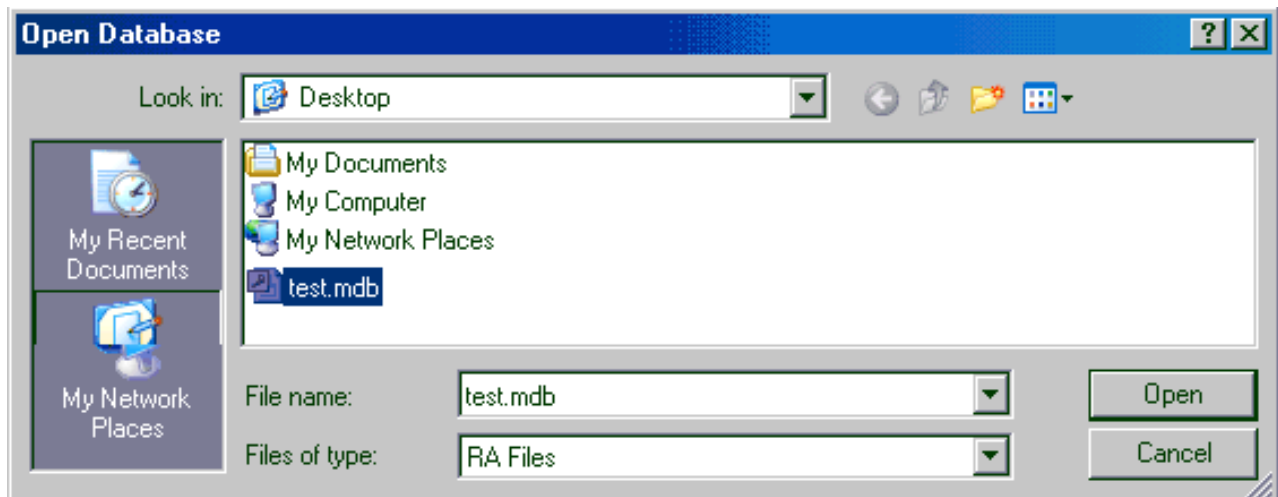 Open Database
Look in: Desktop
My Recent
Documents
My Network
Places
My Documents
My Computer
My Network Places
test.mdb
File name: test.mdb
Open
Files of type: RA Files
Cancel